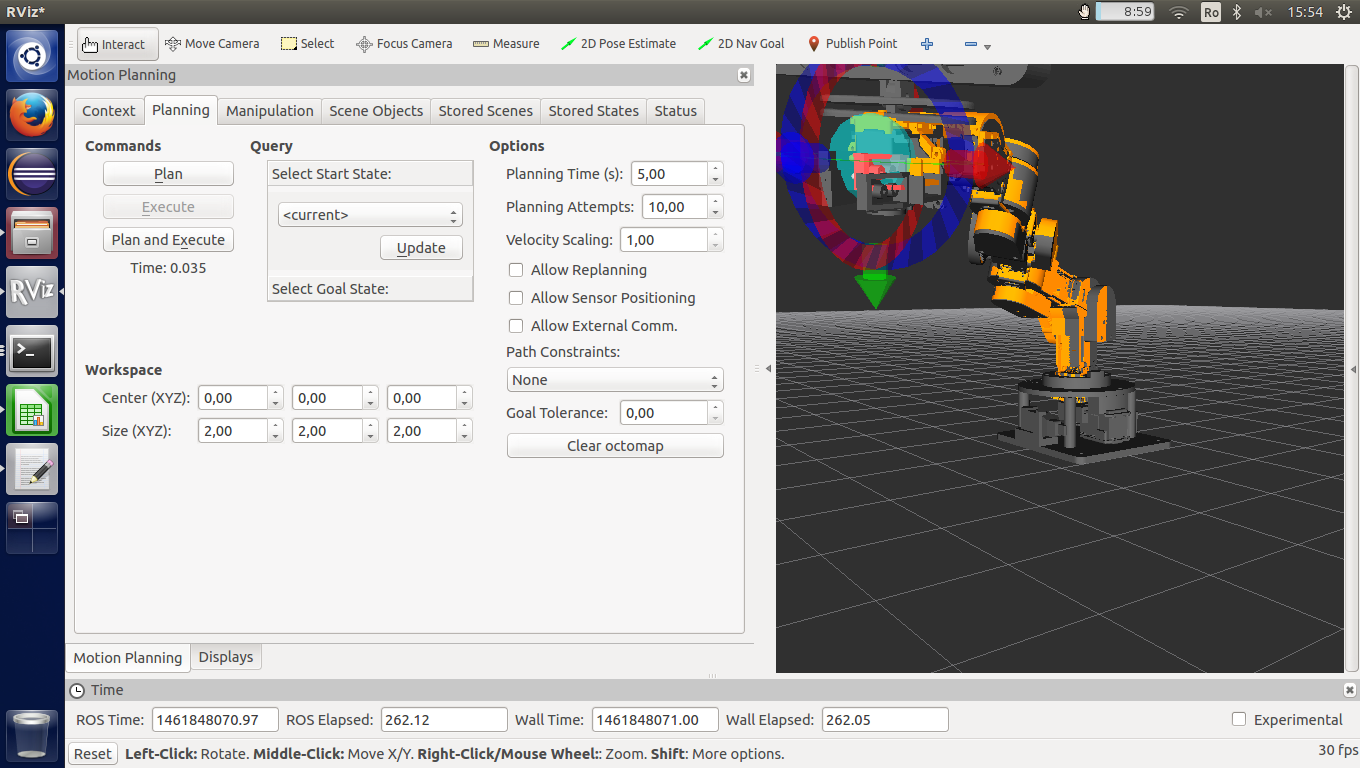 RViz*
8:59
Ro
15:54
Interact
Move Camera
Select
Focus Camera
Measure
2D Pose Estimate
2D Nav Goal
Publish Point
Motion Planning
Context
Planning
Manipulation
Scene Objects
Stored Scenes
Stored States
Status
Commands
Query
Options
Plan
Select Start State:
Planning Time (s): 5,00
Execute
<current>
Planning Attempts: 10,00
Plan and Execute
Update
Velocity Scaling: 1,00
Time: 0.035
Allow Replanning
Select Goal State:
Allow Sensor Positioning
Allow External Comm.
Path Constraints:
Workspace
None
Center (XYZ): 0,00 0,00 0,00
Goal Tolerance: 0,00
Size (XYZ): 2,00 2,00 2,00
Clear octomap
RViz
>_
Motion Planning
Displays
Time
ROS Time: 1461848070.97 ROS Elapsed: 262.12 Wall Time: 1461848071.00 Wall Elapsed: 262.05 Experimental
Reset Left-Click: Rotate. Middle-Click: Move X/Y. Right-Click/Mouse Wheel:: Zoom. Shift: More options. 30 fps